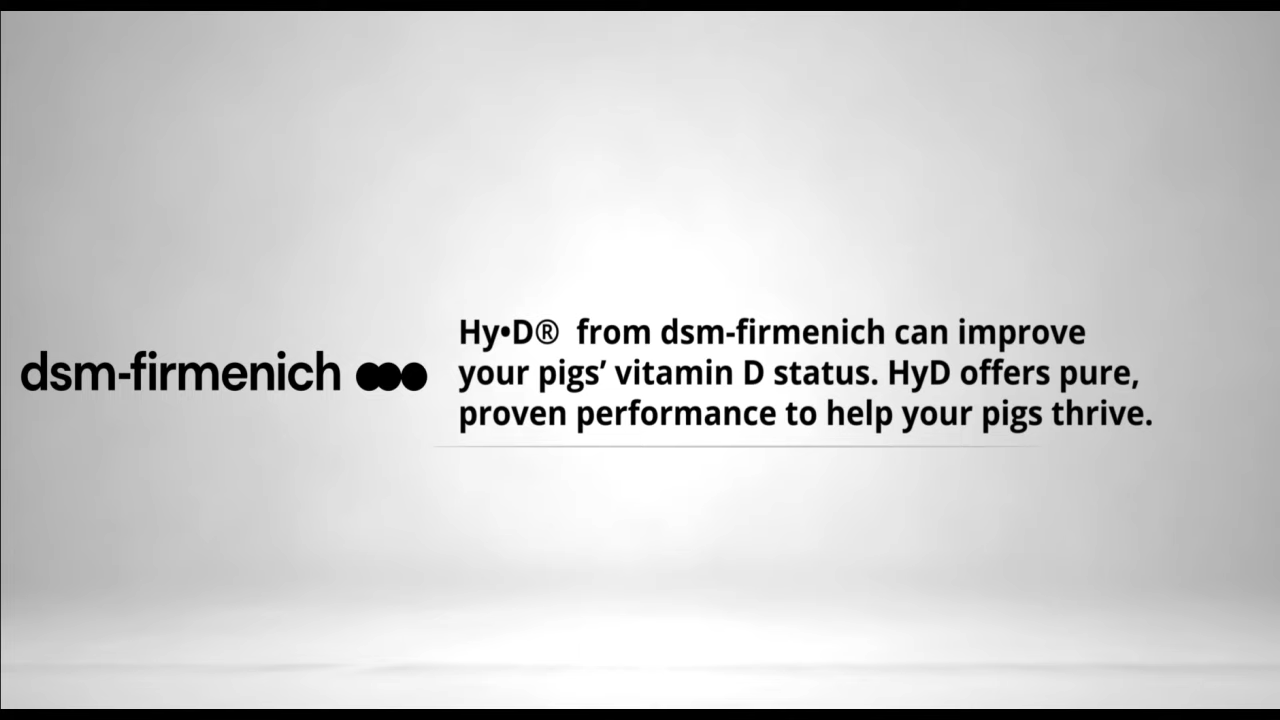 dsm-firmenich
Hy•D® from dsm-firmenich can improve
your pigs’ vitamin D status. HyD offers pure,
proven performance to help your pigs thrive.